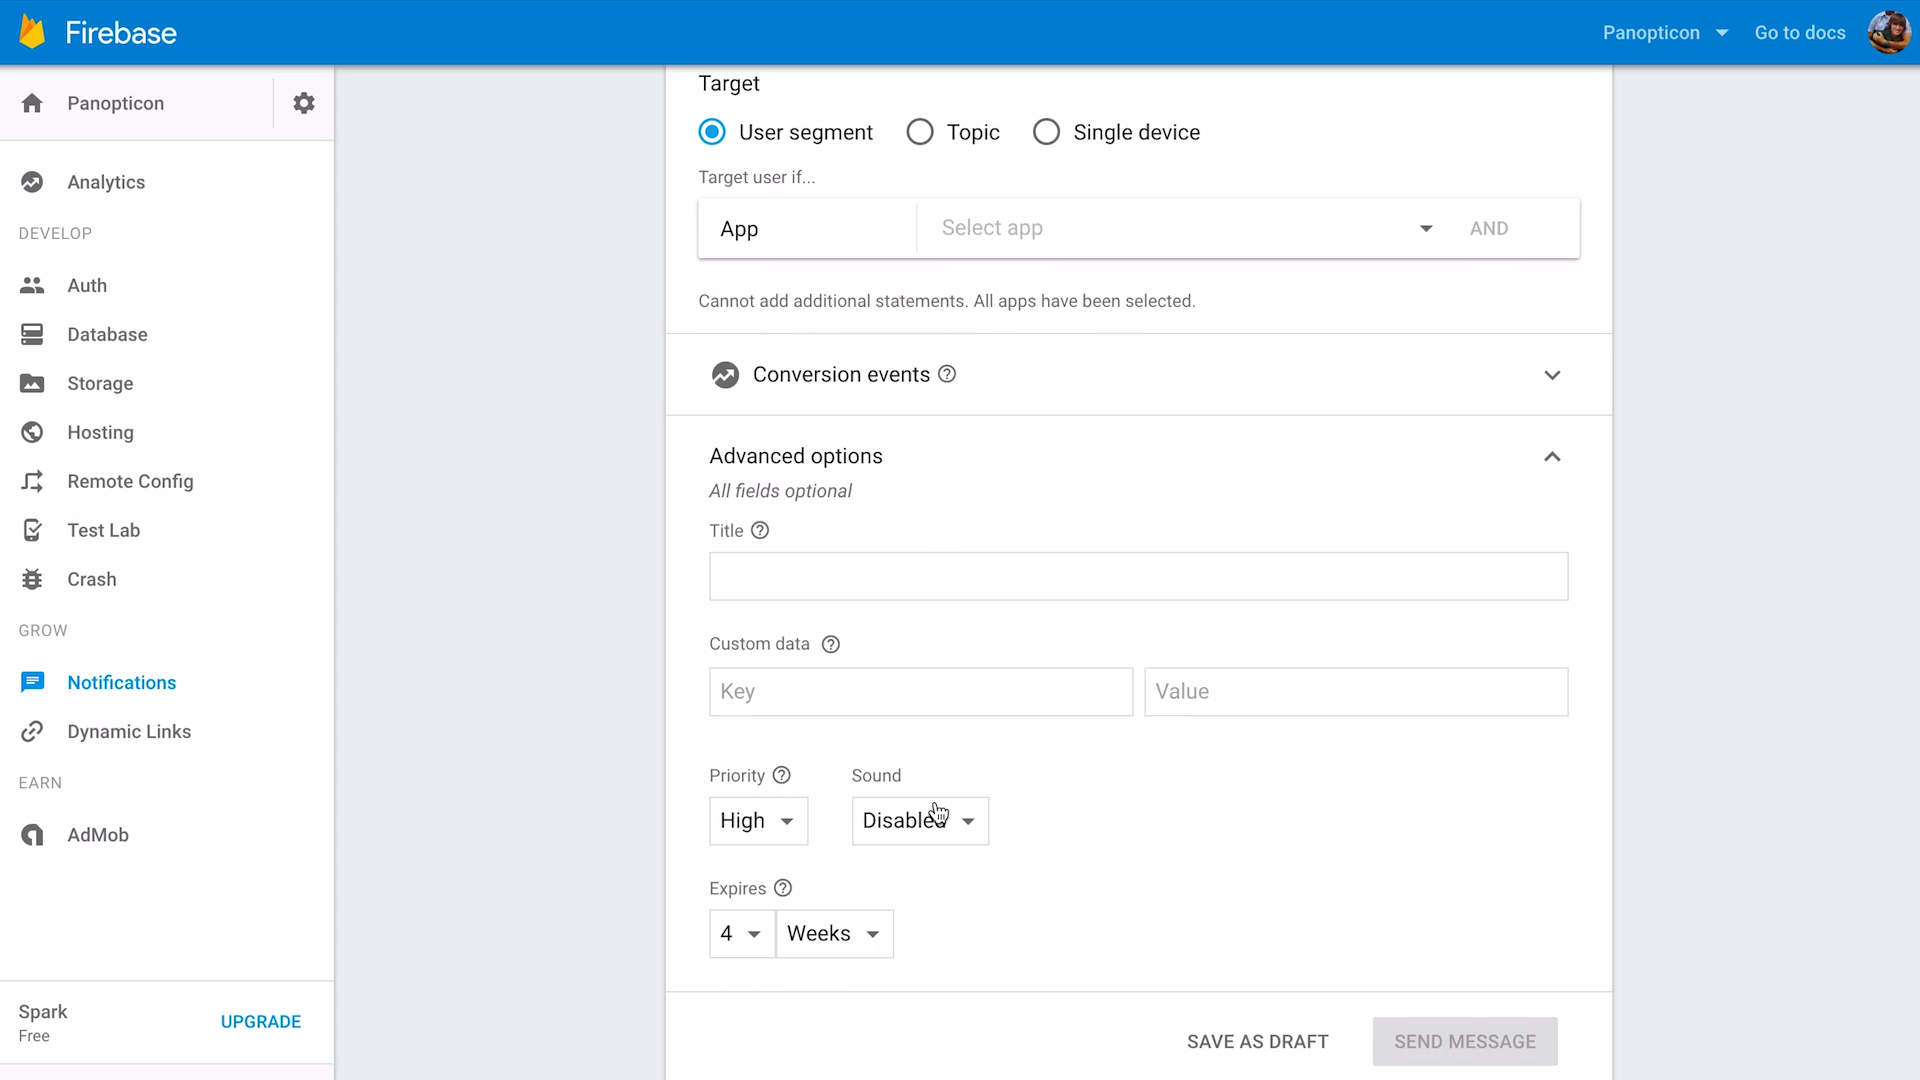 Firebase
Panopticon
Go to docs
Panopticon
Analytics
DEVELOP
Auth
Database
Storage
Hosting
Remote Config
Test Lab
Crash
GROW
Notifications
Dynamic Links
EARN
AdMob
Spark
Free
UPGRADE
Target
User segment
Topic
Single device
Target user if...
App
Select app
AND
Cannot add additional statements. All apps have been selected.
Conversion events
Advanced options
All fields optional
Title
Custom data
Key
Value
Priority
Sound
High
Disabled
Expires
4
Weeks
SAVE AS DRAFT
SEND MESSAGE